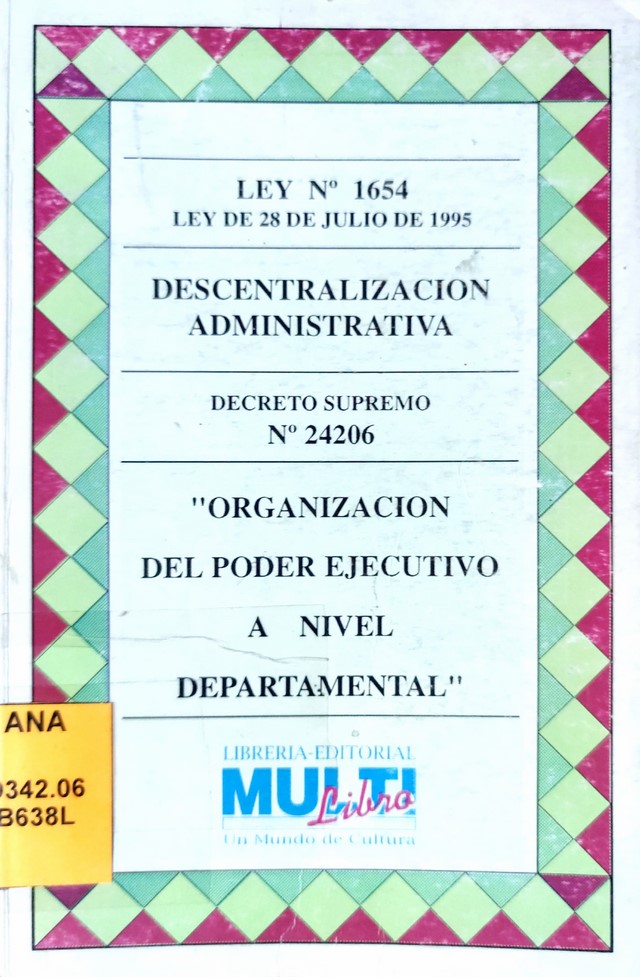 LEY Nº 1654
LEY DE 28 DE JULIO DE 1995
DESCENTRALIZACION
ADMINISTRATIVA
DECRETO SUPREMO
Nº 24206
"ORGANIZACION
DEL PODER EJECUTIVO
A NIVEL
DEPARTAMENTAL"
LIBRERIA-EDITORIAL
MULTI
Libro
Un Mundo de Cultura
ANA
342.06
B638L